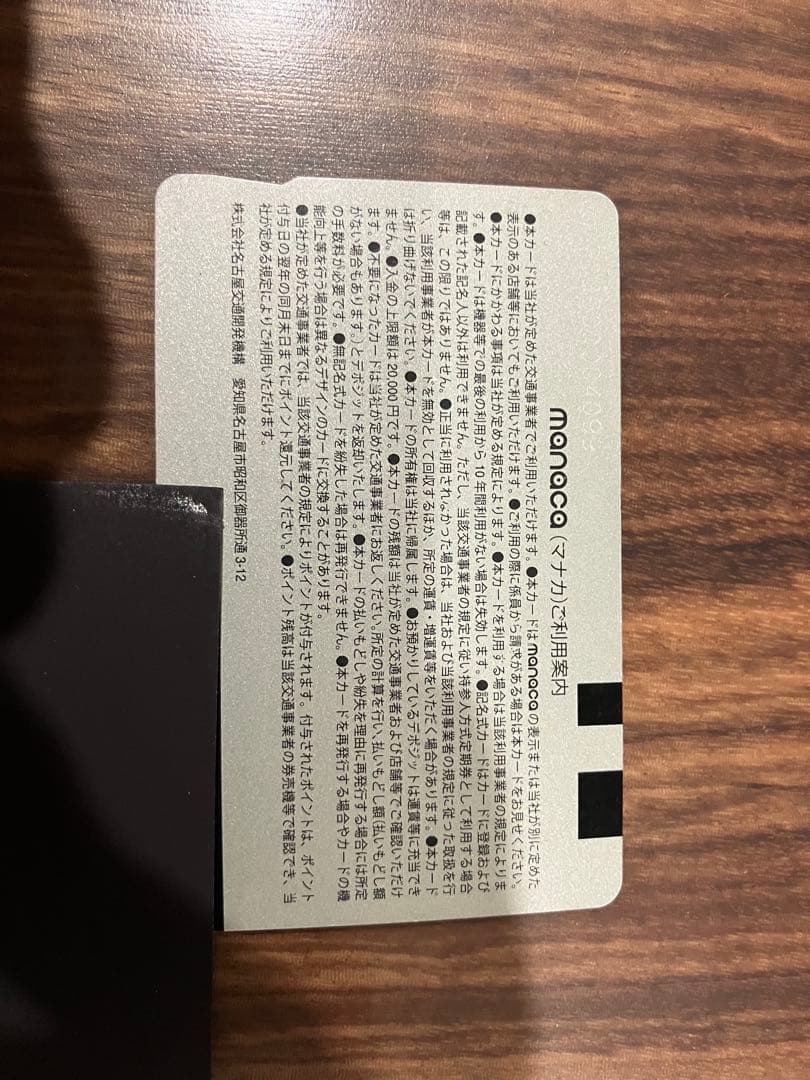 manaca（マナカ）ご利用案内
●本カードは当社が定めた交通事業者でご利用いただけます。●本カードはmanacaの表示または当社が別に定めた
表示のある店舗等においてもご利用いただけます。●ご利用の際に係員から請求がある場合は本カードをお見せください。
●本カードにかかわる事項は当社が定める規定によります。●本カードを利用する場合は当該利用事業者の規定によりま
す。●本カードは機器等での最後の利用から10年間利用がない場合は失効します。●記名式カードはカードに登録および
記載された記名人以外は利用できません。ただし、当該交通事業者の規定に従い持参人方式定期券として利用する場合
等は、この限りではありません。●正当に利用されなかった場合は、当社および当該利用事業者の規定に従った取扱を行
い、当該利用事業者が本カードを無効として回収するほか、所定の運賃・増運賃等をいただく場合があります。●本カード
は折り曲げないでください。●本カードの所有権は当社に帰属します。●お預かりしているデポジットは運賃等に充当でき
ません。●入金の上限額は20,000円です。●本カードの残額は当社が定めた交通事業者および店舗等でご確認いただけ
ます。●不要になったカードは当社が定めた交通事業者にお返しください。所定の計算を行い、払いもどし額(払いもどし額
がない場合もあります。)とデポジットを返却いたします。●本カードの払いもどしや紛失を理由に再発行する場合には所定
の手数料が必要です。●無記名式カードを紛失した場合は再発行できません。●本カードを再発行する場合やカードの機
能向上等を行う場合は異なるデザインのカードに交換することがあります。
●当社が定めた交通事業者では、当該交通事業者の規定によりポイントが付与されます。付与されたポイントは、ポイント
付与日の翌年の同月末日までにポイント還元してください。●ポイント残高は当該交通事業者の券売機等で確認でき、当
社が定める規定によりご利用いただけます。
株式会社名古屋交通開発機構　愛知県名古屋市昭和区御器所通3-12